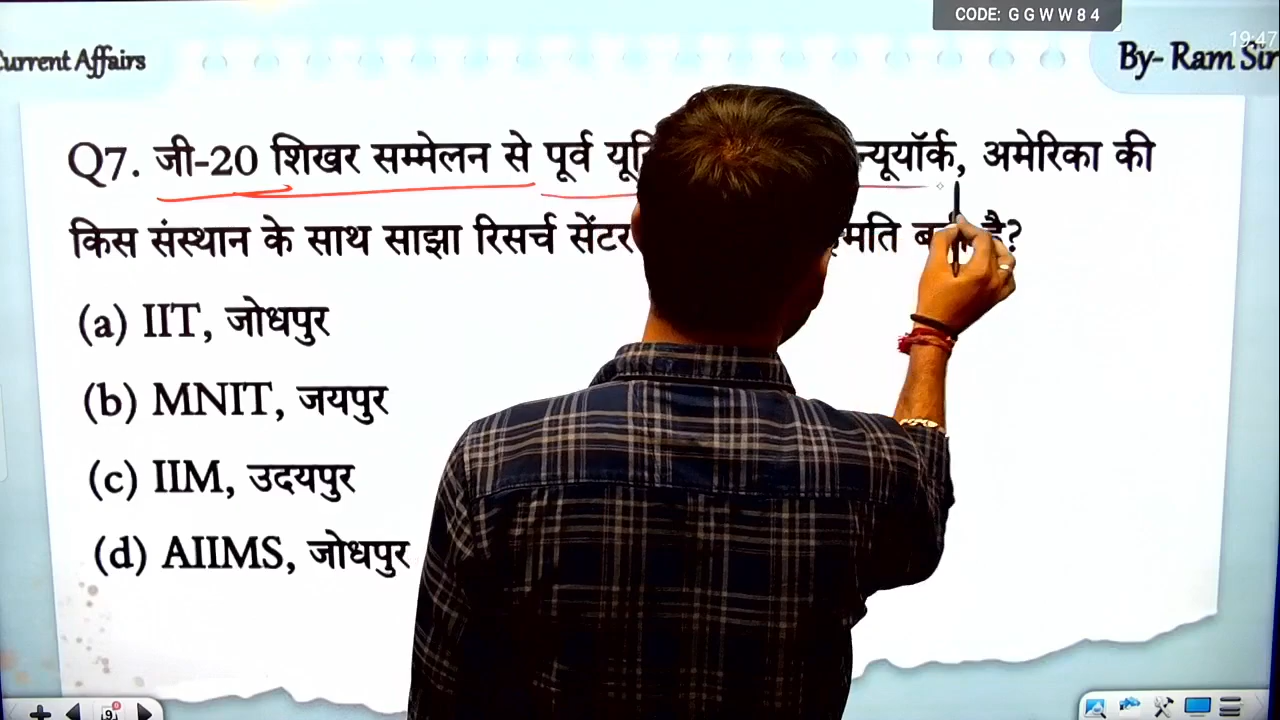 CODE: G G W W 8 4
19:47
Current Affairs
By- Ram Sir
Q7. जी-20 शिखर सम्मेलन से पूर्व न्यूयॉर्क, अमेरिका की
किस संस्थान के साथ साझा रिसर्च सेंटर है?
(a) IIT, जोधपुर
(b) MNIT, जयपुर
(c) IIM, उदयपुर
(d) AIIMS, जोधपुर
9